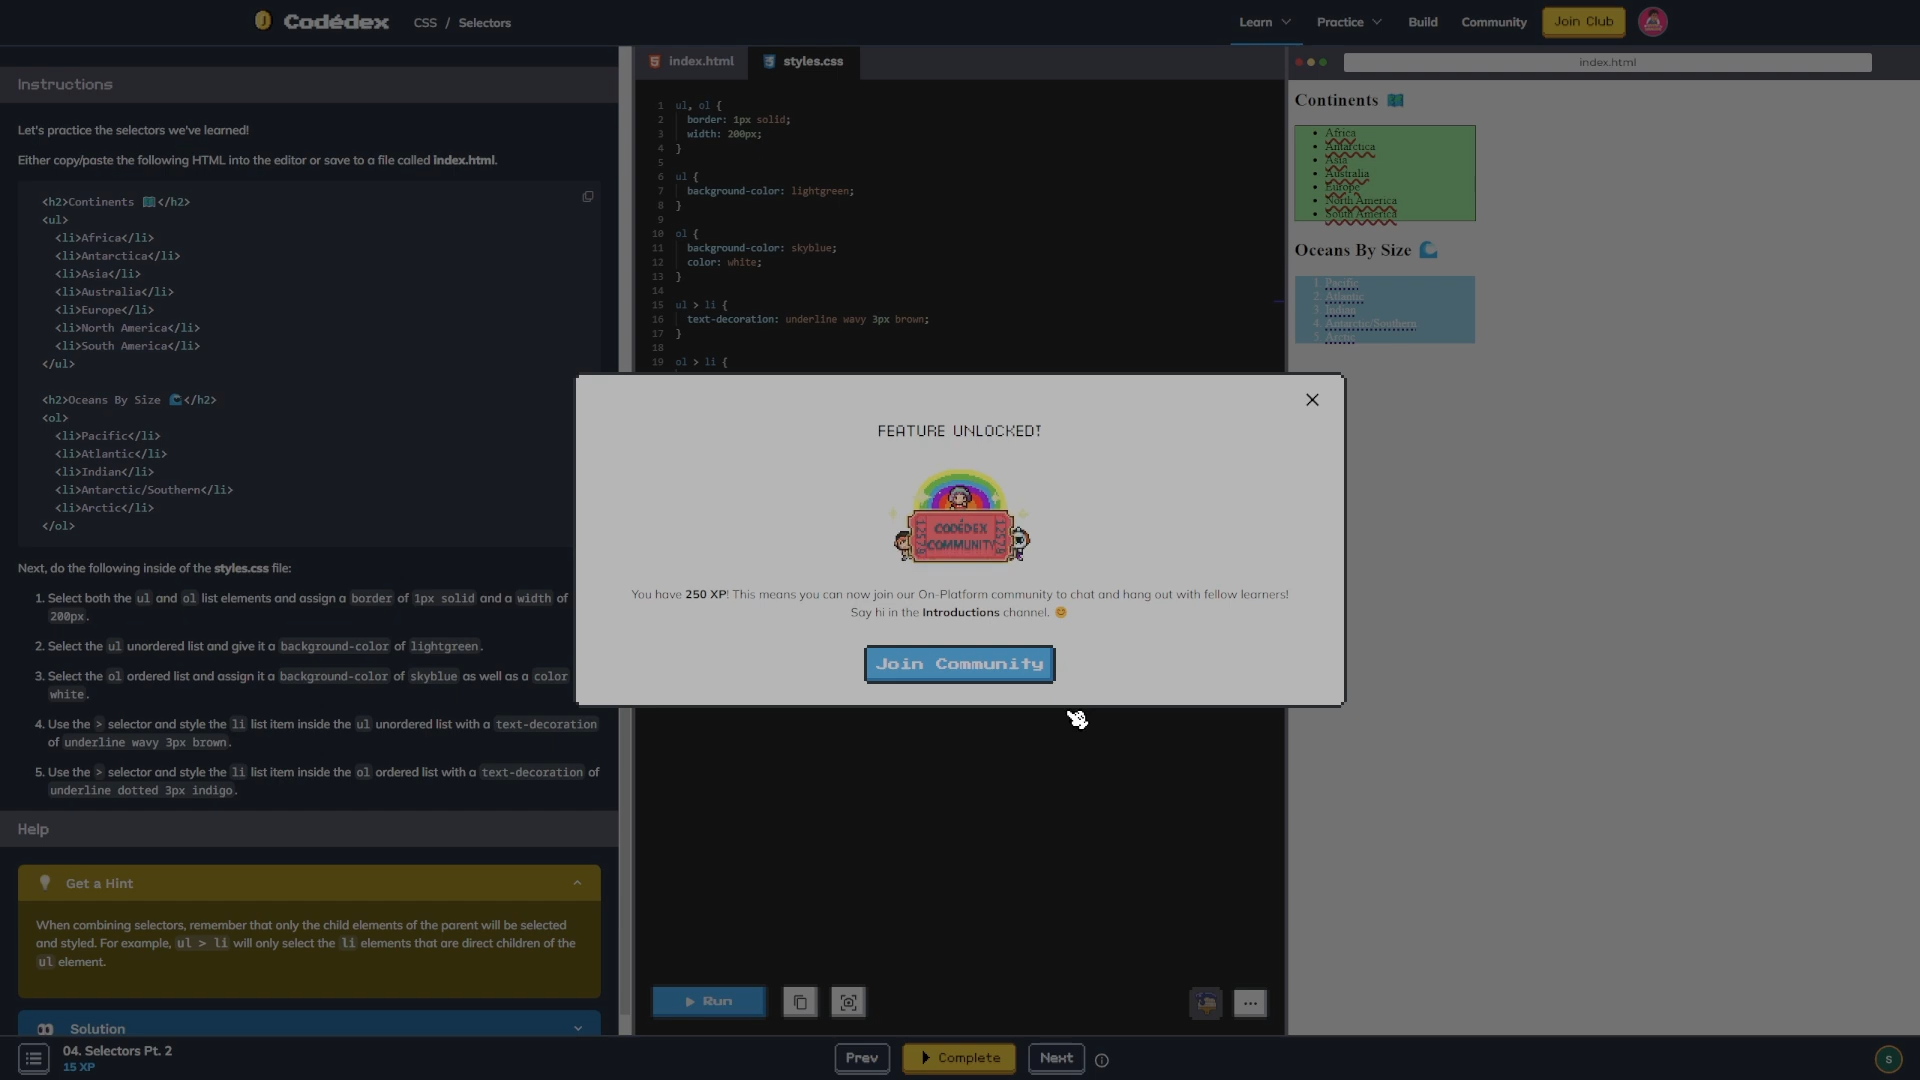 Codédex
CSS / Selectors
Learn
Practice
Build
Community
Join Club
Instructions
Let's practice the selectors we've learned!
Either copy/paste the following HTML into the editor or save to a file called index.html.
<h2>Continents 🗺️</h2>
<ul>
<li>Africa</li>
<li>Antarctica</li>
<li>Asia</li>
<li>Australia</li>
<li>Europe</li>
<li>North America</li>
<li>South America</li>
</ul>
<h2>Oceans By Size 🌊</h2>
<ol>
<li>Pacific</li>
<li>Atlantic</li>
<li>Indian</li>
<li>Antarctic/Southern</li>
<li>Arctic</li>
</ol>
Next, do the following inside of the styles.css file:
1. Select both the ul and ol list elements and assign a border of 1px solid and a width of
200px.
2. Select the ul unordered list and give it a background-color of lightgreen.
3. Select the ol ordered list and assign it a background-color of skyblue as well as a color
white.
4. Use the > selector and style the li list item inside the ul unordered list with a text-decoration
of underline wavy 3px brown.
5. Use the > selector and style the li list item inside the ol ordered list with a text-decoration of
underline dotted 3px indigo.
Help
Get a Hint
When combining selectors, remember that only the child elements of the parent will be selected
and styled. For example, ul > li will only select the li elements that are direct children of the
ul element.
Solution
index.html
styles.css
1 ul, ol {
2 border: 1px solid;
3 width: 200px;
4 }
5
6 ul {
7 background-color: lightgreen;
8 }
9
10 ol {
11 background-color: skyblue;
12 color: white;
13 }
14
15 ul > li {
16 text-decoration: underline wavy 3px brown;
17 }
18
19 ol > li {
FEATURE UNLOCKED!
CODÉDEX
COMMUNITY
You have 250 XP! This means you can now join our On-Platform community to chat and hang out with fellow learners!
Say hi in the Introductions channel. 😊
Join Community
Run
index.html
Continents 🗺️
• Africa
• Antarctica
• Asia
• Australia
• Europe
• North America
• South America
Oceans By Size 🌊
1. Pacific
2. Atlantic
3. Indian
4. Antarctic/Southern
5. Arctic
04. Selectors Pt. 2
15 XP
Prev
Complete
Next
S